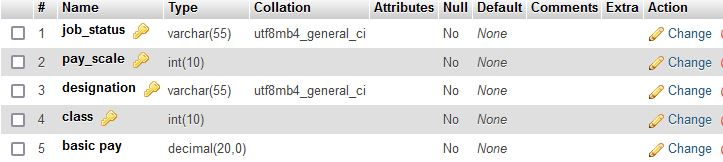 # Name Type Collation Attributes Null Default Comments Extra Action
1 job_status varchar(55) utf8mb4_general_ci No None Change
2 pay_scale int(10) No None Change
3 designation varchar(55) utf8mb4_general_ci No None Change
4 class int(10) No None Change
5 basic pay decimal(20,0) No None Change